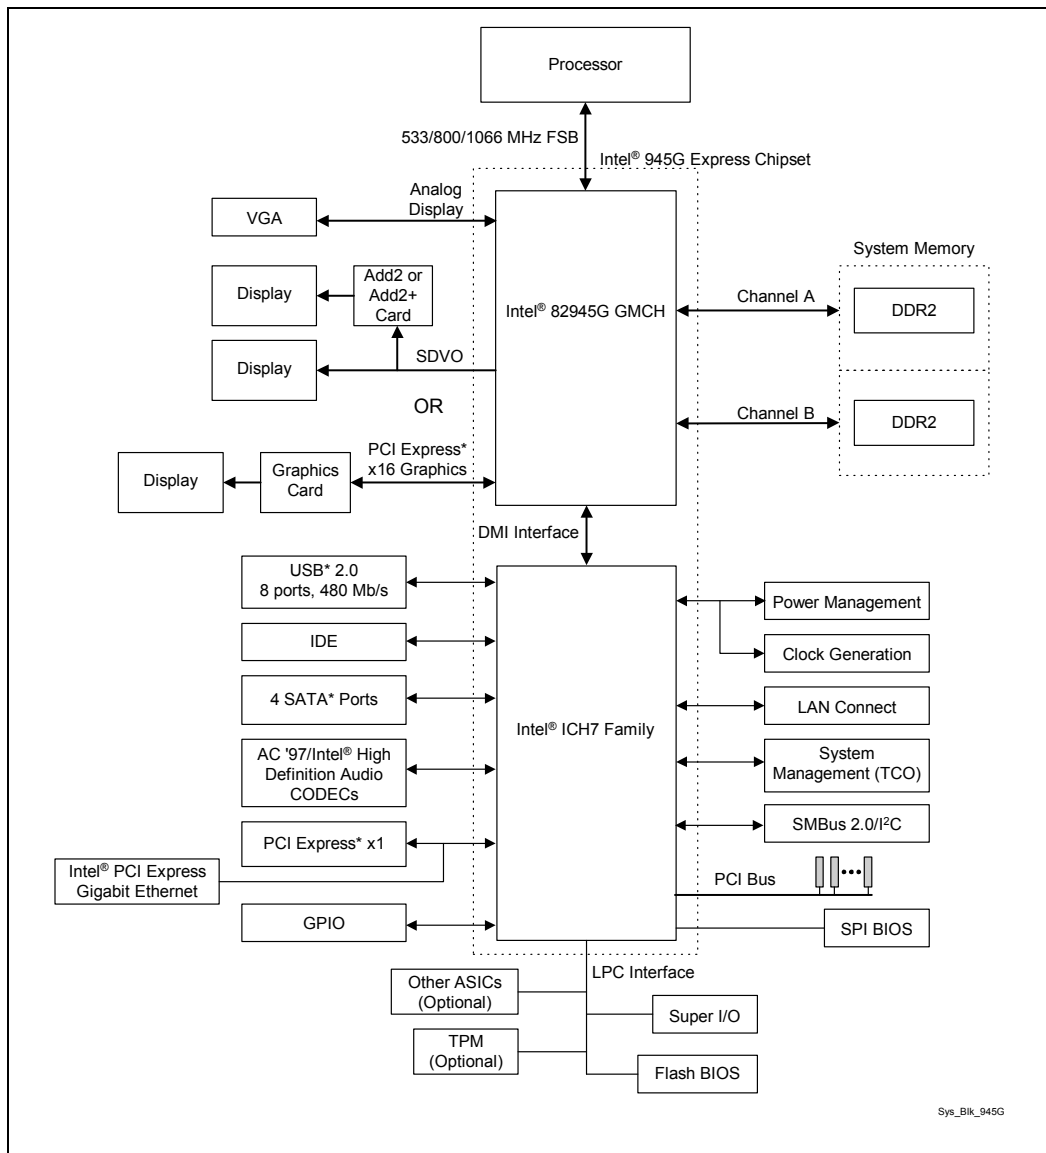 Processor
533/800/1066 MHz FSB
Intel® 945G Express Chipset
Analog
Display
VGA
System Memory
Display
Add2 or
Add2+
Card
Intel® 82945G GMCH
Channel A
DDR2
SDVO
Display
OR
Channel B
DDR2
PCI Express*
x16 Graphics
Display
Graphics
Card
DMI Interface
USB* 2.0
8 ports, 480 Mb/s
Power Management
IDE
Clock Generation
4 SATA* Ports
LAN Connect
Intel® ICH7 Family
AC '97/Intel® High
Definition Audio
CODECs
System
Management (TCO)
PCI Express* x1
SMBus 2.0/I²C
Intel® PCI Express
Gigabit Ethernet
PCI Bus
GPIO
SPI BIOS
LPC Interface
Other ASICs
(Optional)
Super I/O
TPM
(Optional)
Flash BIOS
Sys_Blk_945G